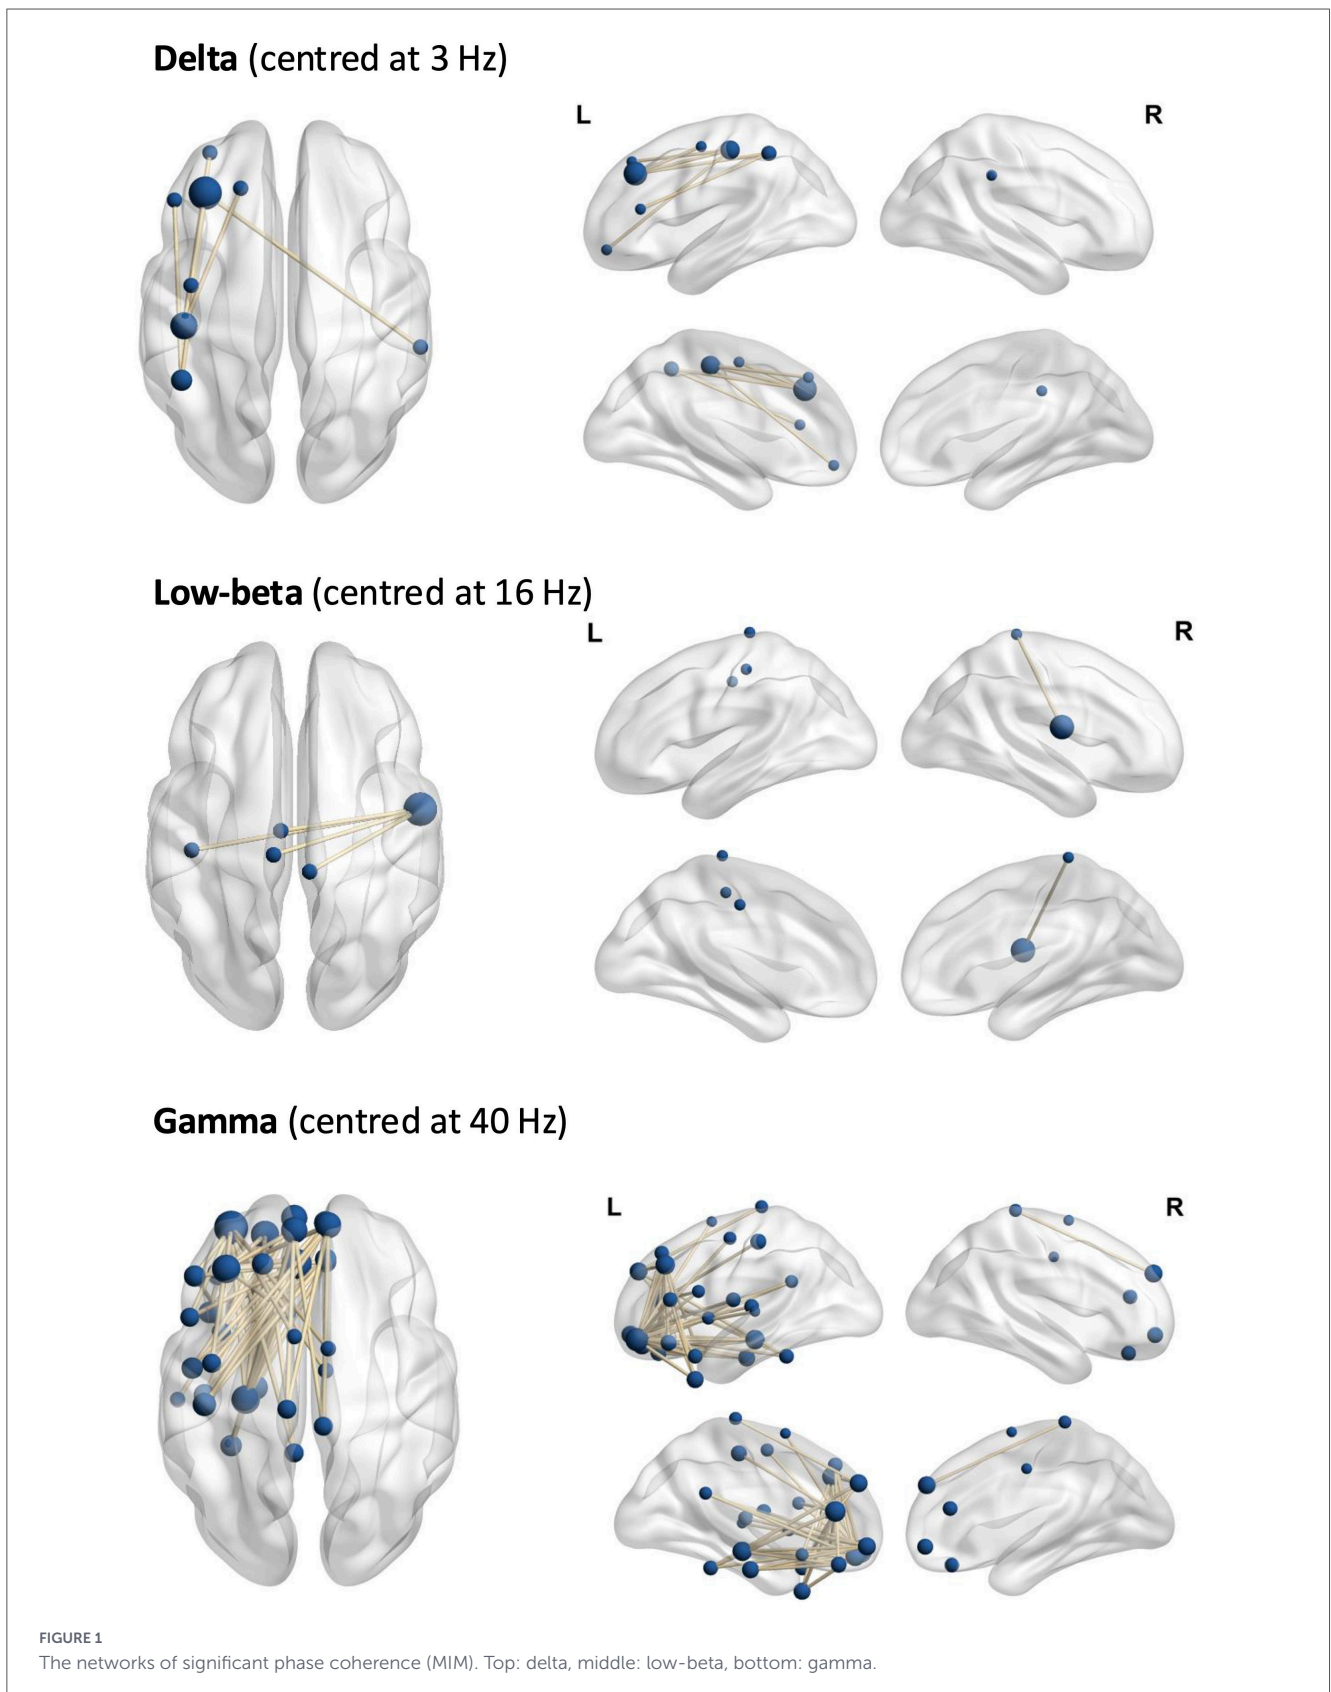 Delta (centred at 3 Hz)
L
R
Low-beta (centred at 16 Hz)
L
R
Gamma (centred at 40 Hz)
L
R
FIGURE 1
The networks of significant phase coherence (MIM). Top: delta, middle: low-beta, bottom: gamma.